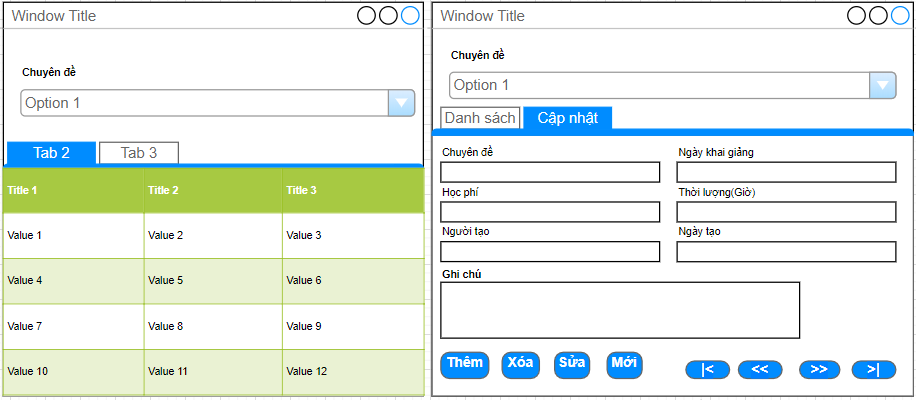 Window Title
Chuyên đề
Option 1
Tab 2 Tab 3
Title 1 Title 2 Title 3
Value 1 Value 2 Value 3
Value 4 Value 5 Value 6
Value 7 Value 8 Value 9
Value 10 Value 11 Value 12
Window Title
Chuyên đề
Option 1
Danh sách Cập nhật
Chuyên đề Ngày khai giảng
Học phí Thời lượng(Giờ)
Người tạo Ngày tạo
Ghi chú
Thêm Xóa Sửa Mới |< << >> >|